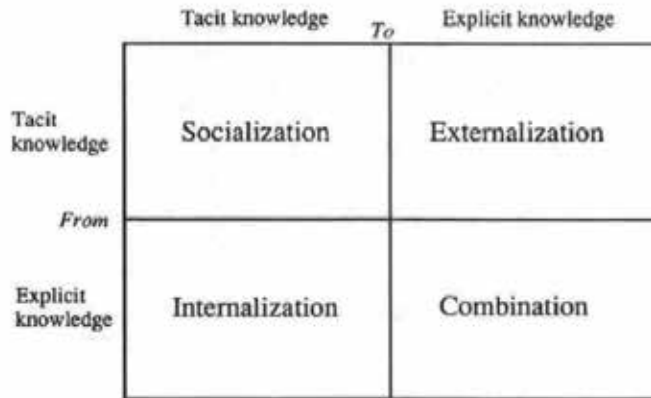 Tacit knowledge To Explicit knowledge
Tacit
knowledge
Socialization Externalization
From
Explicit
knowledge
Internalization Combination